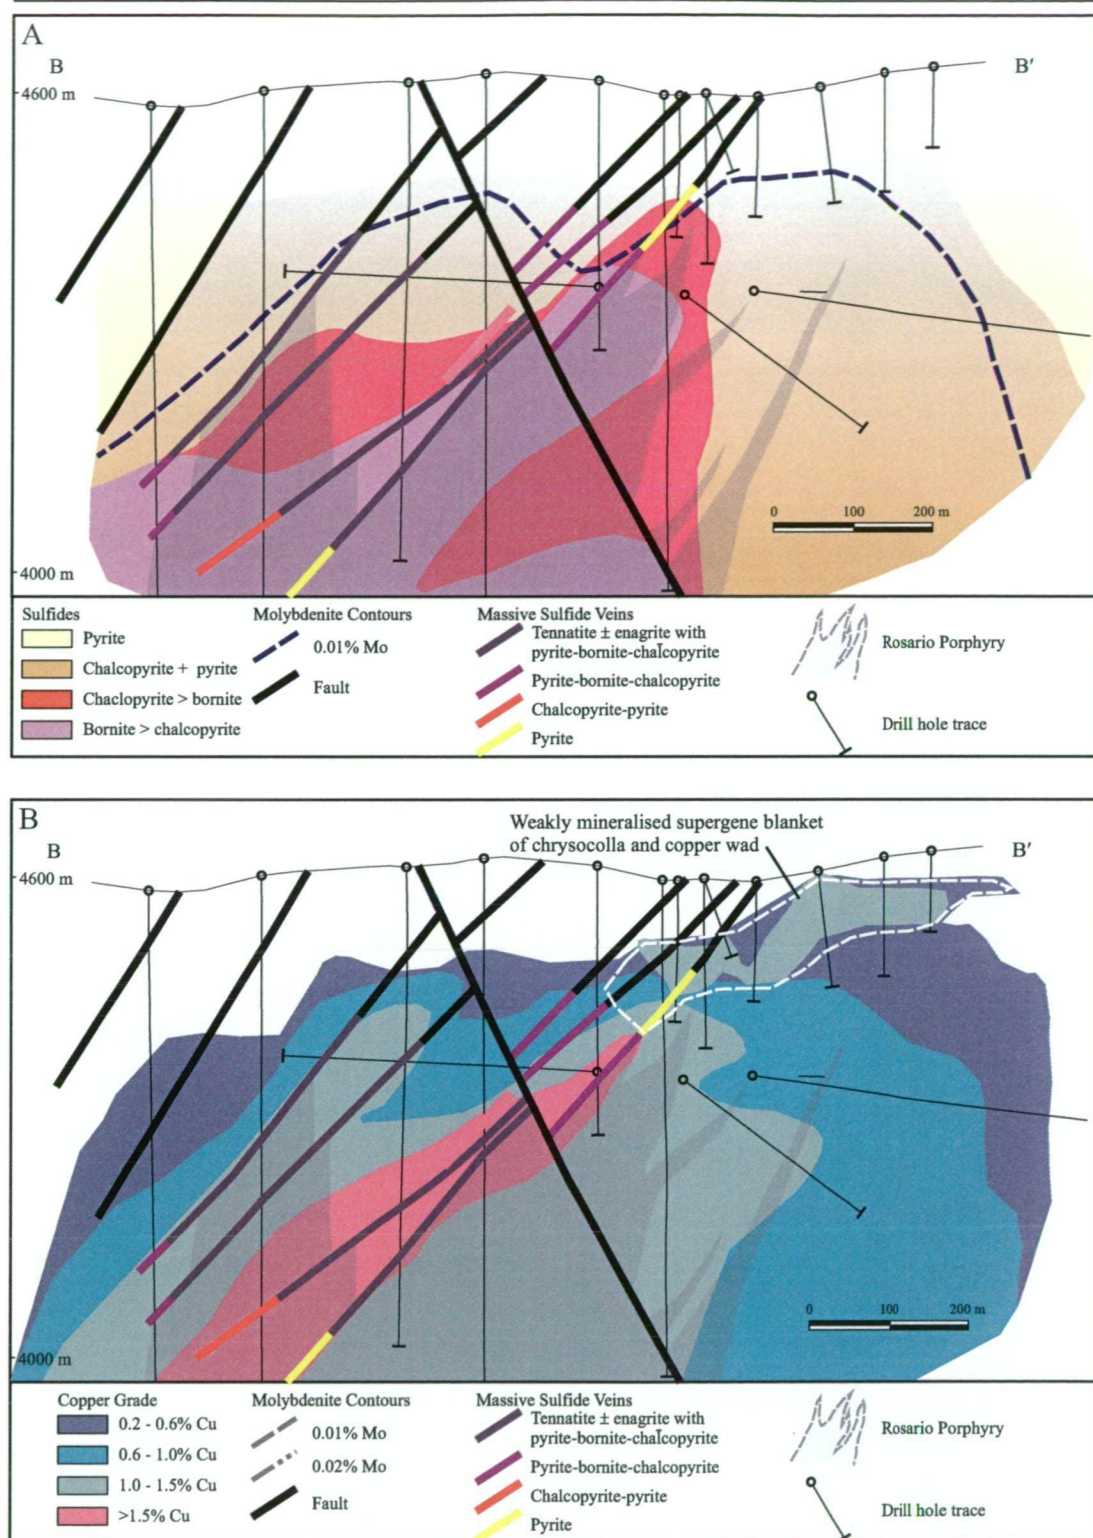 A
B
B'
4600 m
0 100 200 m
4000 m
Sulfides
Pyrite
Chalcopyrite + pyrite
Chaclopyrite > bornite
Bornite > chalcopyrite
Molybdenite Contours
0.01% Mo
Fault
Massive Sulfide Veins
Tennatite ± enagrite with
pyrite-bornite-chalcopyrite
Pyrite-bornite-chalcopyrite
Chalcopyrite-pyrite
Pyrite
Rosario Porphyry
Drill hole trace
B
Weakly mineralised supergene blanket
of chrysocolla and copper wad
B
B'
4600 m
0 100 200 m
4000 m
Copper Grade
0.2 - 0.6% Cu
0.6 - 1.0% Cu
1.0 - 1.5% Cu
>1.5% Cu
Molybdenite Contours
0.01% Mo
0.02% Mo
Fault
Massive Sulfide Veins
Tennatite ± enagrite with
pyrite-bornite-chalcopyrite
Pyrite-bornite-chalcopyrite
Chalcopyrite-pyrite
Pyrite
Rosario Porphyry
Drill hole trace